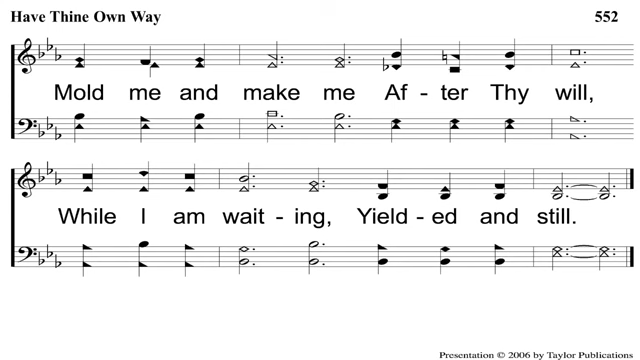 Have Thine Own Way 552
Mold me and make me Af - ter Thy will,
While I am wait - ing, Yield - ed and still.
Presentation © 2006 by Taylor Publications